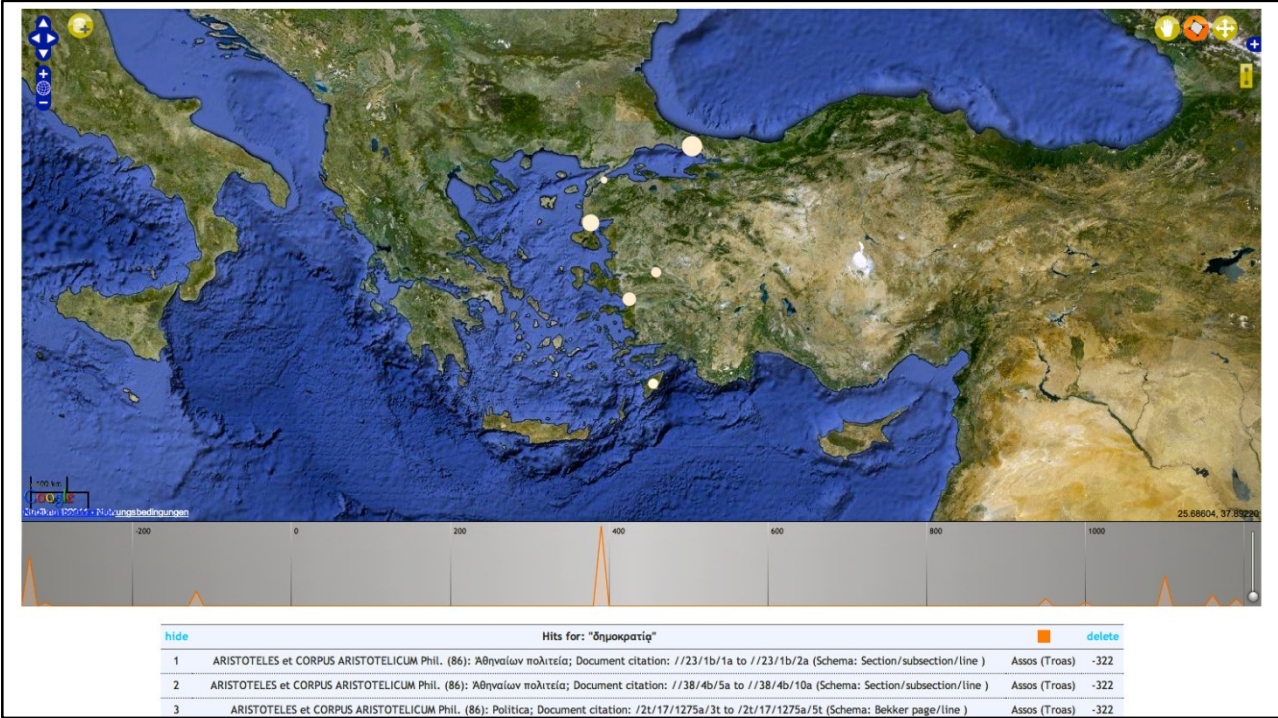 100 km
Google
ungsbedingungen
25.66604, 37.89220
-200 0 200 400 600 800 1000
hide Hits for: "δημοκρατίᾳ" delete
1 ARISTOTELES et CORPUS ARISTOTELICUM Phil. (86): Ἀθηναίων πολιτεία; Document citation: //23/1b/1a to //23/1b/2a (Schema: Section/subsection/line ) Assos (Troas) -322
2 ARISTOTELES et CORPUS ARISTOTELICUM Phil. (86): Ἀθηναίων πολιτεία; Document citation: //38/4b/5a to //38/4b/10a (Schema: Section/subsection/line ) Assos (Troas) -322
3 ARISTOTELES et CORPUS ARISTOTELICUM Phil. (86): Politica; Document citation: /2t/17/1275a/3t to /2t/17/1275a/5t (Schema: Bekker page/line ) Assos (Troas) -322